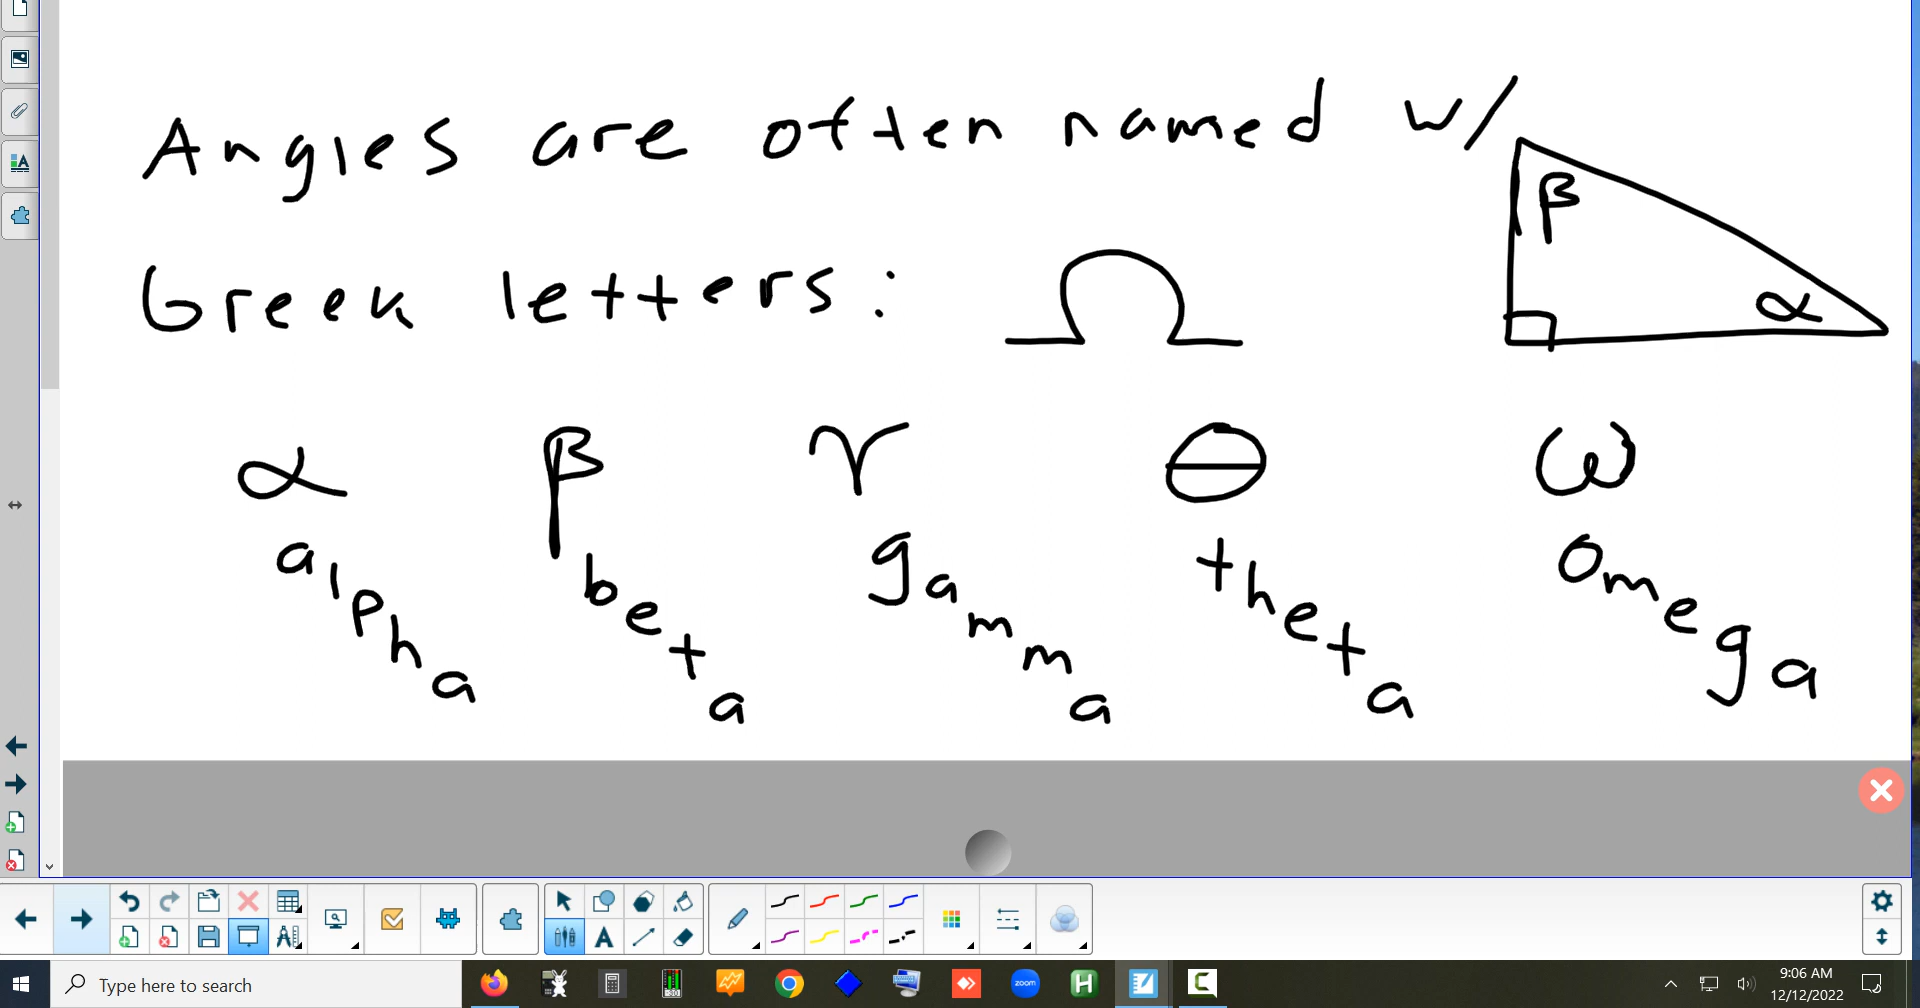 Angles are often named w/
Greek letters: Ω
β
α
α β γ θ ω
alpha beta gamma theta omega
Type here to search
zoom
9:06 AM
12/12/2022